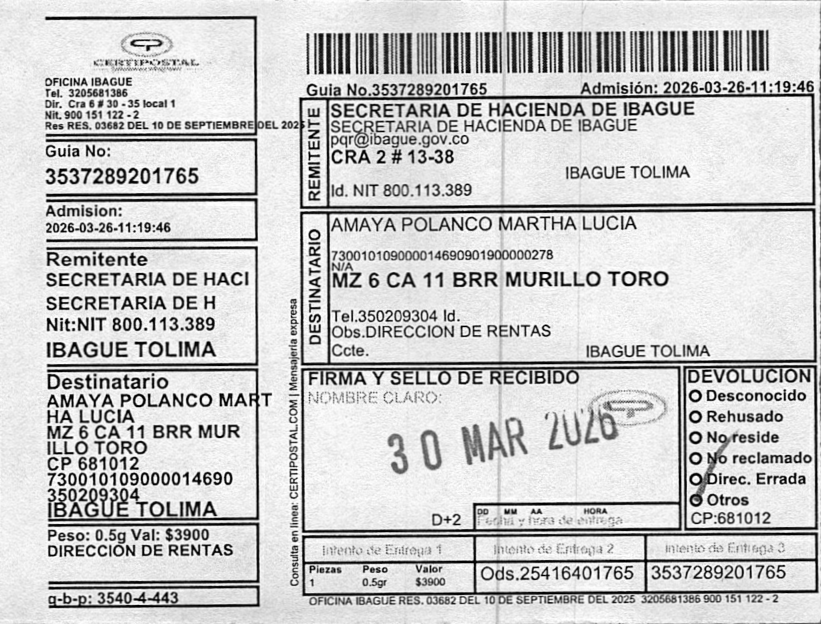 CERTIPOSTAL
OFICINA IBAGUE
Tel. 3205681386
Dir. Cra 6 # 30 - 35 local 1
Nit. 900 151 122 - 2
Res RES. 03682 DEL 10 DE SEPTIEMBRE DEL 2025
Guia No:
3537289201765
Admision:
2026-03-26-11:19:46
Remitente
SECRETARIA DE HACI
SECRETARIA DE H
Nit:NIT 800.113.389
IBAGUE TOLIMA
Destinatario
AMAYA POLANCO MART
HA LUCIA
MZ 6 CA 11 BRR MUR
ILLO TORO
CP 681012
730010109000014690
350209304
IBAGUE TOLIMA
Peso: 0.5g Val: $3900
DIRECCION DE RENTAS
q-b-p: 3540-4-443
Consulta en linea: CERTIPOSTAL.COM | Mensajería expresa
Guia No.3537289201765
Admisión: 2026-03-26-11:19:46
REMITENTE
SECRETARIA DE HACIENDA DE IBAGUE
SECRETARIA DE HACIENDA DE IBAGUE
pqr@ibague.gov.co
CRA 2 # 13-38
IBAGUE TOLIMA
Id. NIT 800.113.389
DESTINATARIO
AMAYA POLANCO MARTHA LUCIA
730010109000014690901900000278
N/A
MZ 6 CA 11 BRR MURILLO TORO
Tel.350209304 Id.
Obs.DIRECCION DE RENTAS
Ccte.
IBAGUE TOLIMA
FIRMA Y SELLO DE RECIBIDO
NOMBRE CLARO:
30 MAR 2026
D+2
DD MM AA HORA
Fecha y hora de entrega
DEVOLUCION
Desconocido
Rehusado
No reside
No reclamado
Direc. Errada
Otros
CP:681012
Intento de Entrega 1
Intento de Entrega 2
Intento de Entrega 3
Piezas Peso Valor
1 0.5gr $3900
Ods.25416401765
3537289201765
OFICINA IBAGUE RES. 03682 DEL 10 DE SEPTIEMBRE DEL 2025 3205681386 900 151 122 - 2